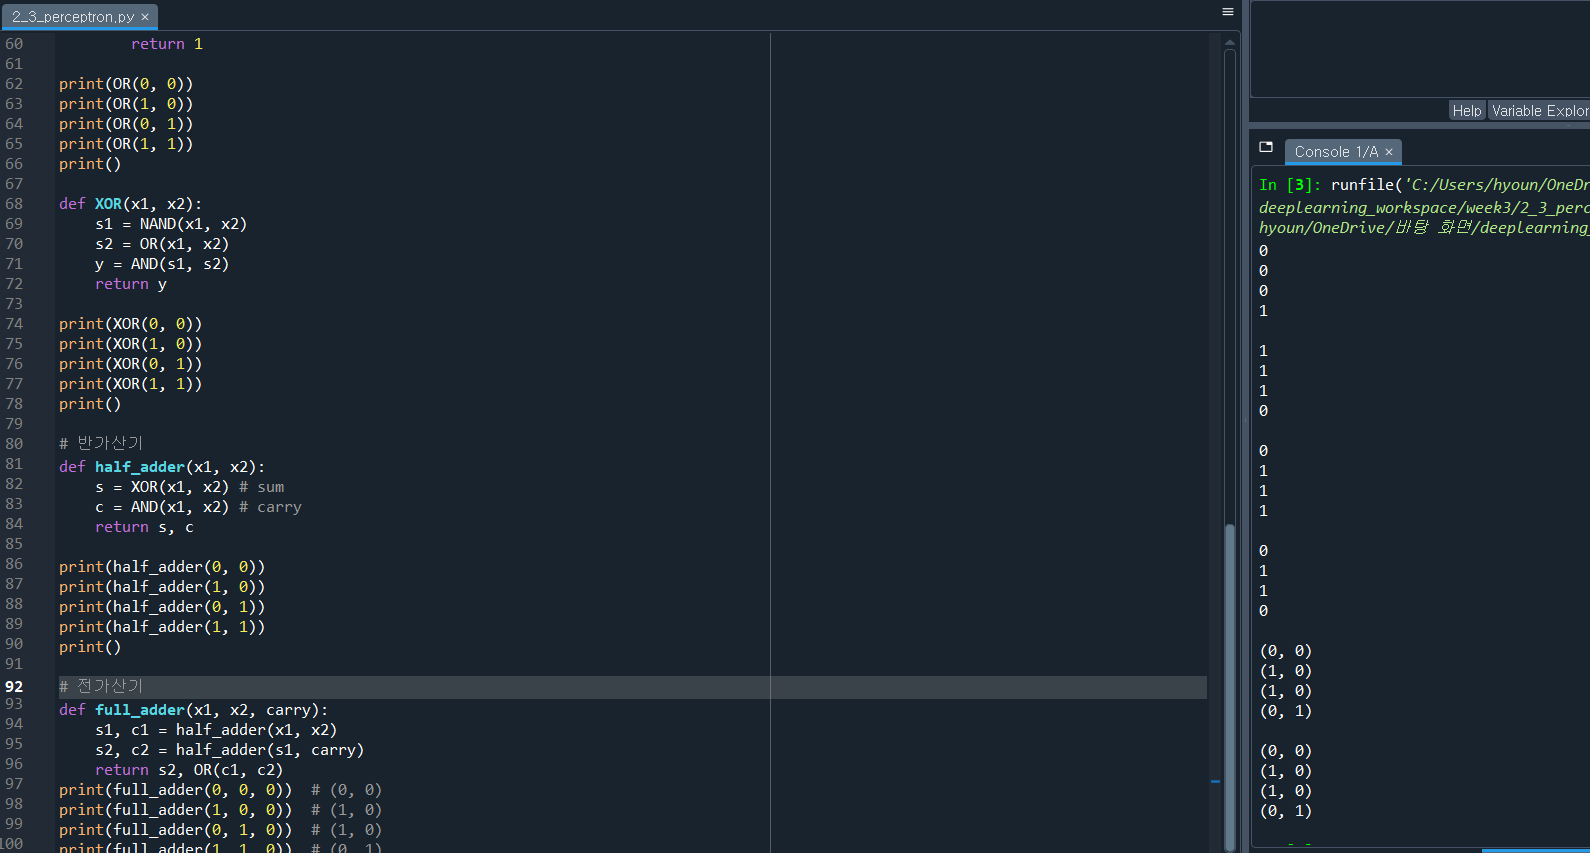 2_3_perceptron.py ×
60         return 1
61
62 print(OR(0, 0))
63 print(OR(1, 0))
64 print(OR(0, 1))
65 print(OR(1, 1))
66 print()
67
68 def XOR(x1, x2):
69     s1 = NAND(x1, x2)
70     s2 = OR(x1, x2)
71     y = AND(s1, s2)
72     return y
73
74 print(XOR(0, 0))
75 print(XOR(1, 0))
76 print(XOR(0, 1))
77 print(XOR(1, 1))
78 print()
79
80 # 반가산기
81 def half_adder(x1, x2):
82     s = XOR(x1, x2) # sum
83     c = AND(x1, x2) # carry
84     return s, c
85
86 print(half_adder(0, 0))
87 print(half_adder(1, 0))
88 print(half_adder(0, 1))
89 print(half_adder(1, 1))
90 print()
91
92 # 전가산기
93 def full_adder(x1, x2, carry):
94     s1, c1 = half_adder(x1, x2)
95     s2, c2 = half_adder(s1, carry)
96     return s2, OR(c1, c2)
97 print(full_adder(0, 0, 0))  # (0, 0)
98 print(full_adder(1, 0, 0))  # (1, 0)
99 print(full_adder(0, 1, 0))  # (1, 0)
100 print(full_adder(1, 1, 0))  # (0, 1)
Help Variable Explor
Console 1/A ×
In [3]: runfile('C:/Users/hyoun/OneDr
deeplearning_workspace/week3/2_3_perc
hyoun/OneDrive/바탕 화면/deeplearning_
0
0
0
1

1
1
1
0

0
1
1
1

0
1
1
0

(0, 0)
(1, 0)
(1, 0)
(0, 1)

(0, 0)
(1, 0)
(1, 0)
(0, 1)